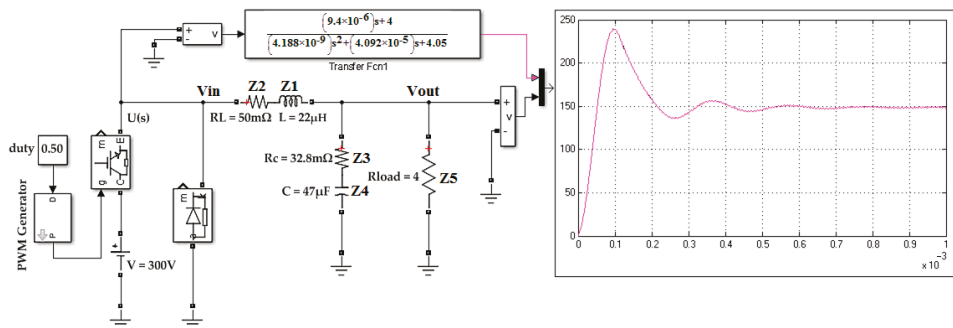 (9.4×10⁻⁶)s+4
(4.188×10⁻⁹)s²+(4.092×10⁻⁵)s+4.05
Transfer Fcn1
+
-
v
Vin
Z2
Z1
Vout
U(s)
RL = 50mΩ
L = 22µH
+
v
-
duty
0.50
m
E
g
C
Rc = 32.8mΩ
Z3
C = 47µF
Z4
Rload = 4
Z5
D
P
PWM Generator
m
a
+
V = 300V
250
200
150
100
50
0
0
0.1
0.2
0.3
0.4
0.5
0.6
0.7
0.8
0.9
1
x 10⁻³